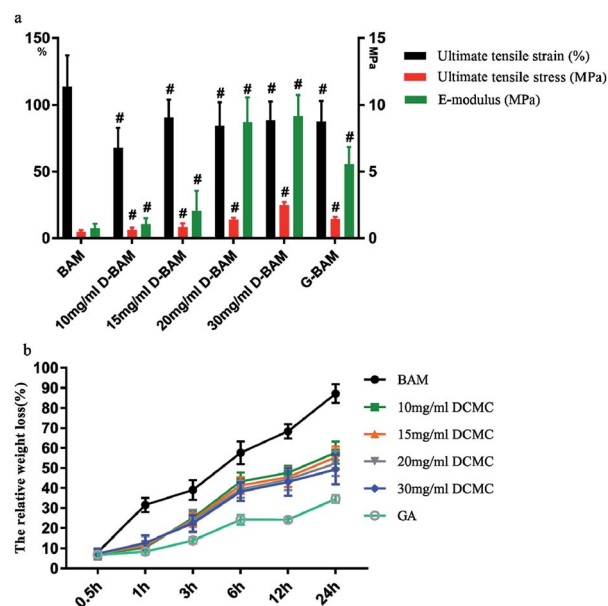 a
%
MPa
150
100
50
0
15
10
5
0
# # # # # # # # # # # # # # #
BAM
10mg/ml D-BAM
15mg/ml D-BAM
20mg/ml D-BAM
30mg/ml D-BAM
G-BAM
Ultimate tensile strain (%)
Ultimate tensile stress (MPa)
E-modulus (MPa)
b
The relative weight loss(%)
100
90
80
70
60
50
40
30
20
10
0
0.5h
1h
3h
6h
12h
24h
BAM
10mg/ml DCMC
15mg/ml DCMC
20mg/ml DCMC
30mg/ml DCMC
GA